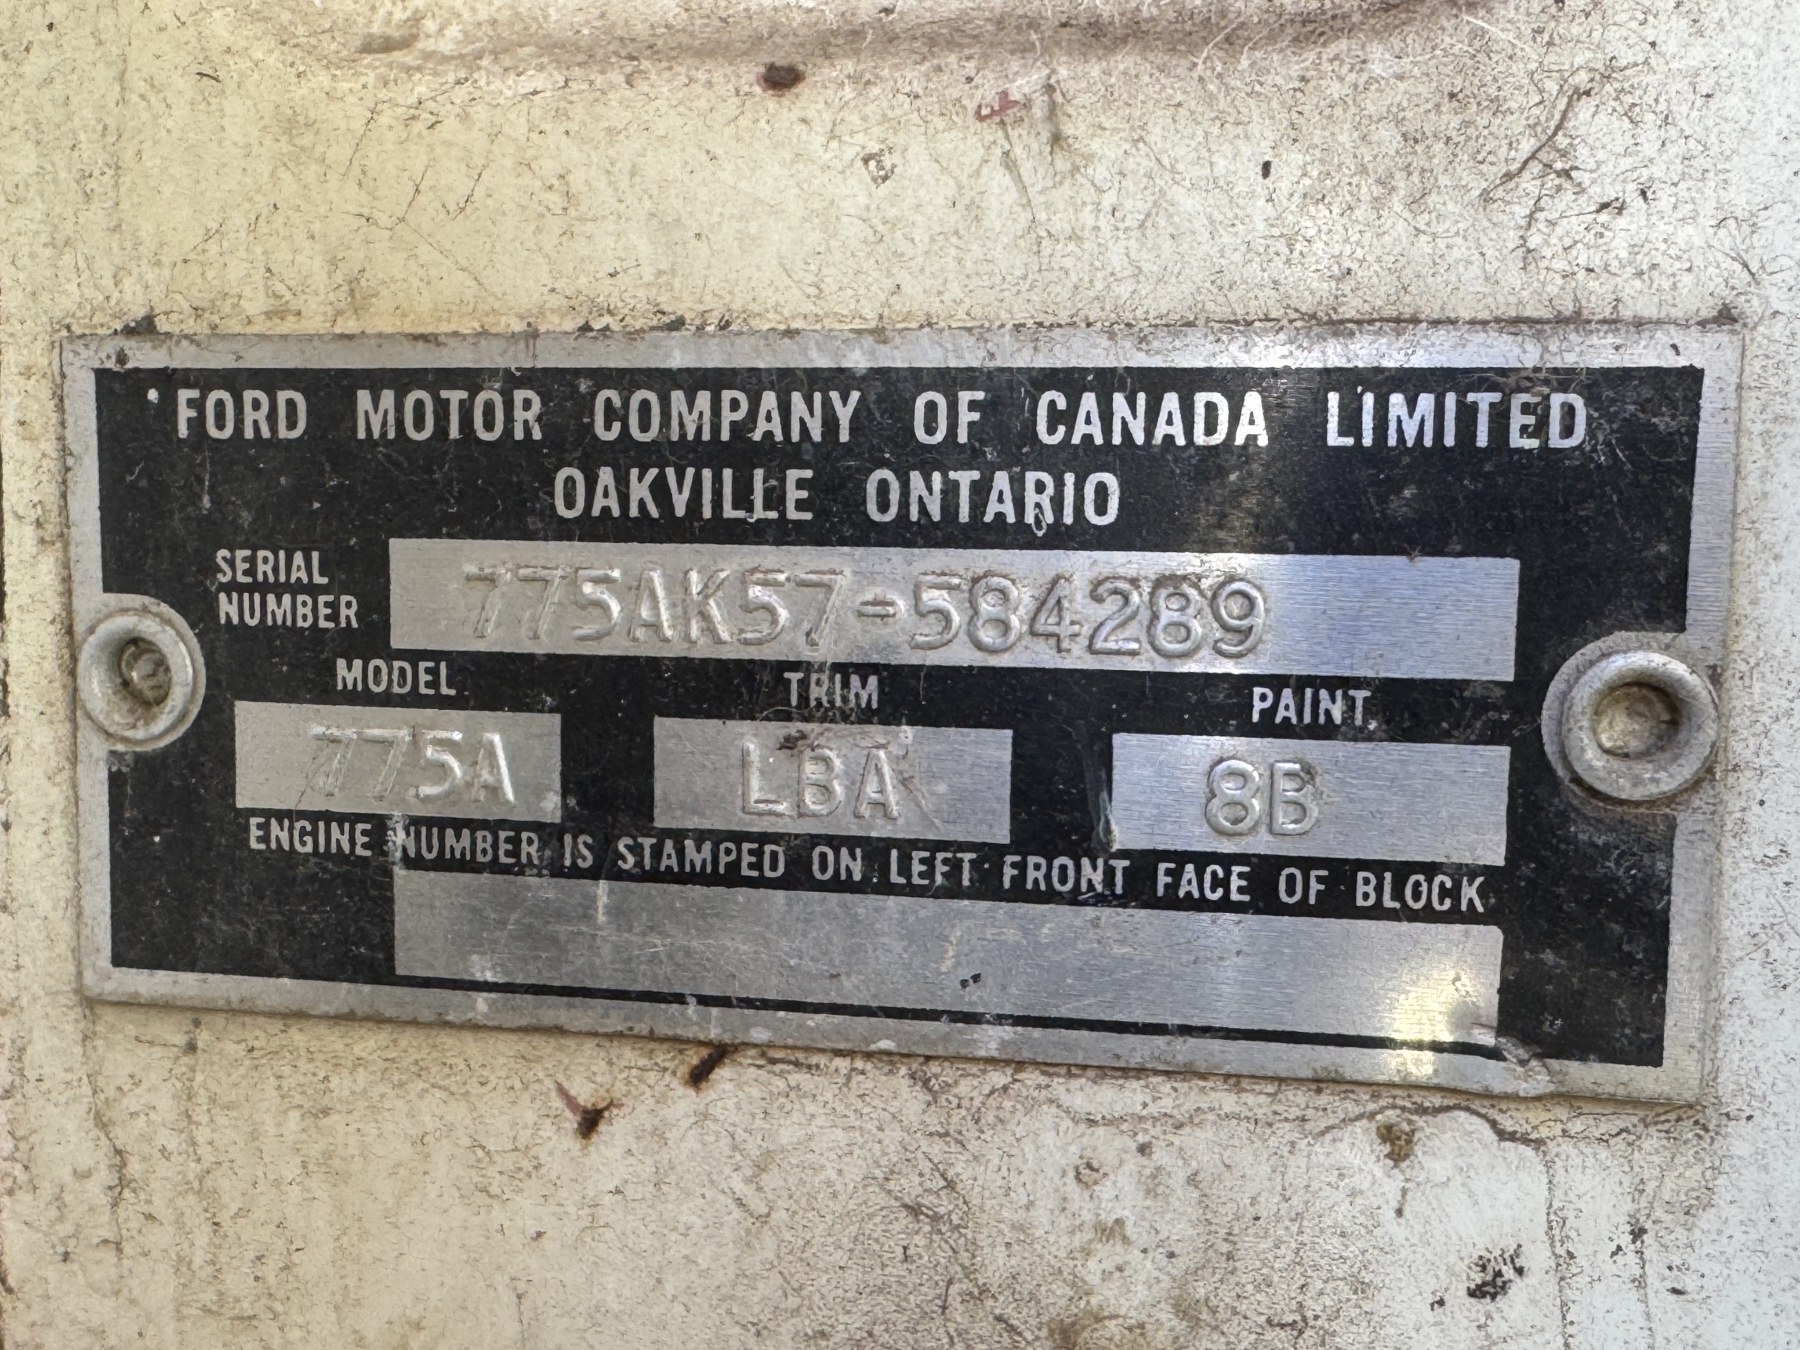 FORD MOTOR COMPANY OF CANADA LIMITED
OAKVILLE ONTARIO
SERIAL NUMBER 775AK57-584289
MODEL TRIM PAINT
775A LBA 8B
ENGINE NUMBER IS STAMPED ON LEFT FRONT FACE OF BLOCK